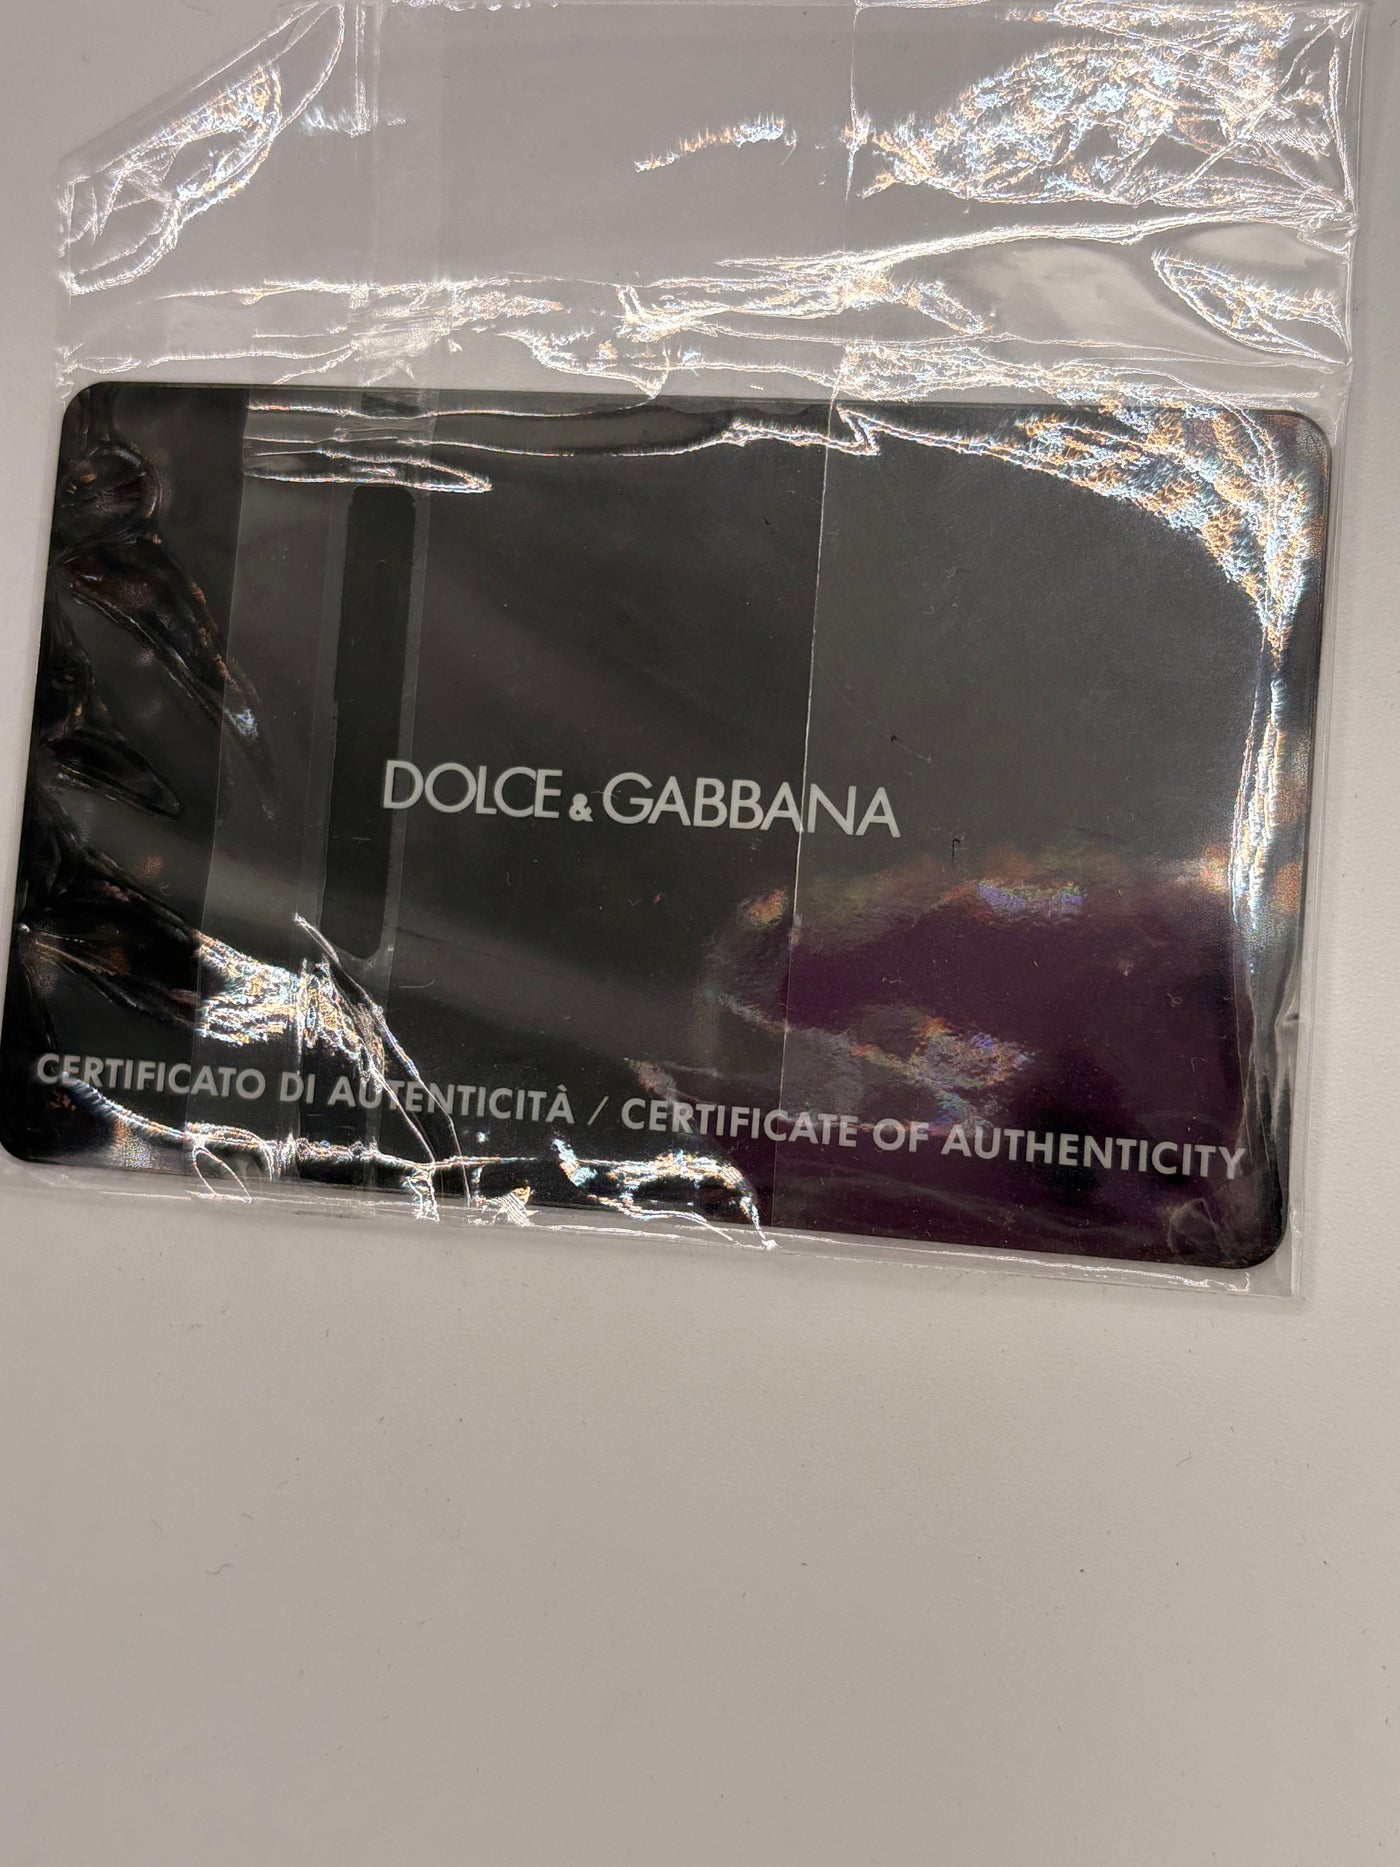 DOLCE & GABBANA
CERTIFICATO DI AUTENTICITÀ / CERTIFICATE OF AUTHENTICITY